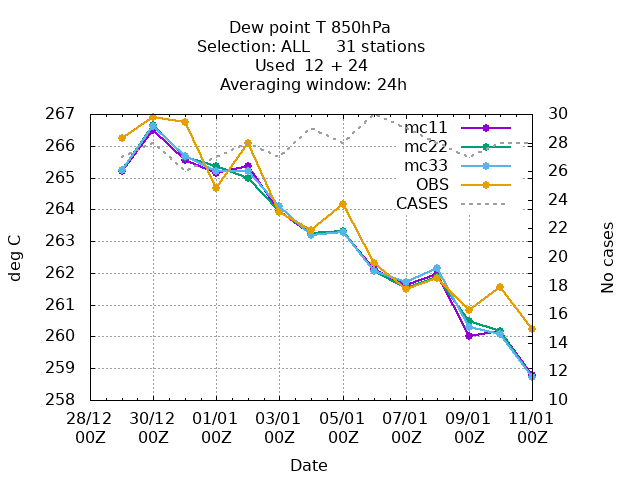 Dew point T 850hPa
Selection: ALL 31 stations
Used 12 + 24
Averaging window: 24h
267
266
265
264
263
262
261
260
259
258
deg C
30
28
26
24
22
20
18
16
14
12
10
No cases
mc11
mc22
mc33
OBS
CASES
28/12 30/12 01/01 03/01 05/01 07/01 09/01 11/01
00Z 00Z 00Z 00Z 00Z 00Z 00Z 00Z
Date